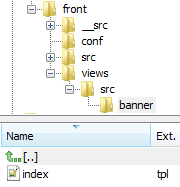 front
__src
conf
src
views
src
banner
Name Ext.
[..]
index tpl